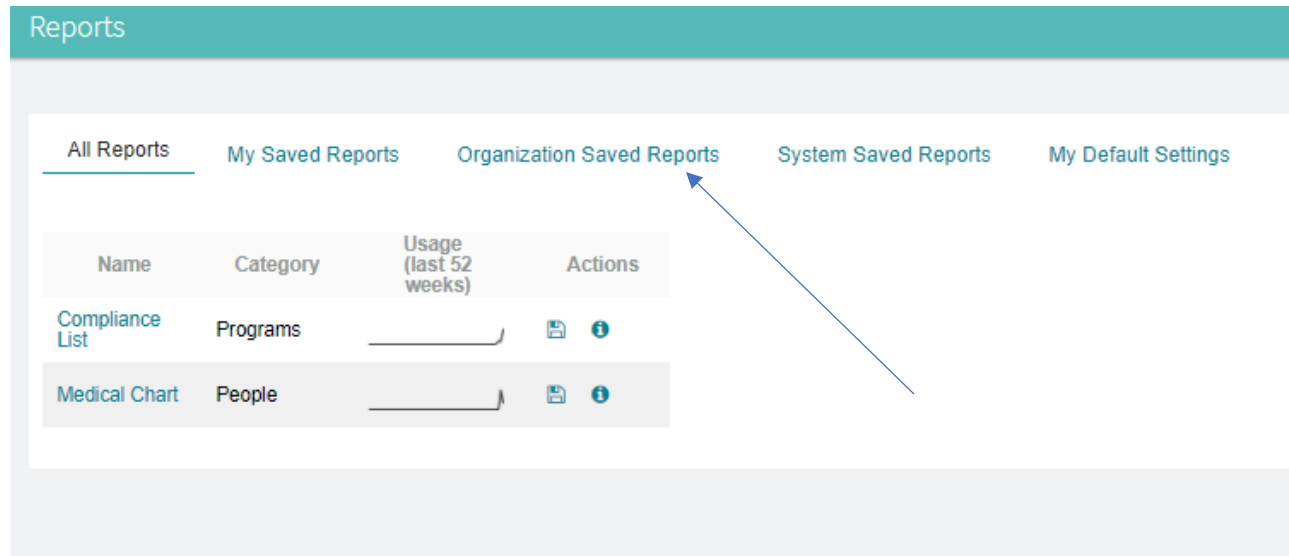 Reports
All Reports My Saved Reports Organization Saved Reports System Saved Reports My Default Settings
Name Category Usage (last 52 weeks) Actions
Compliance List Programs
Medical Chart People